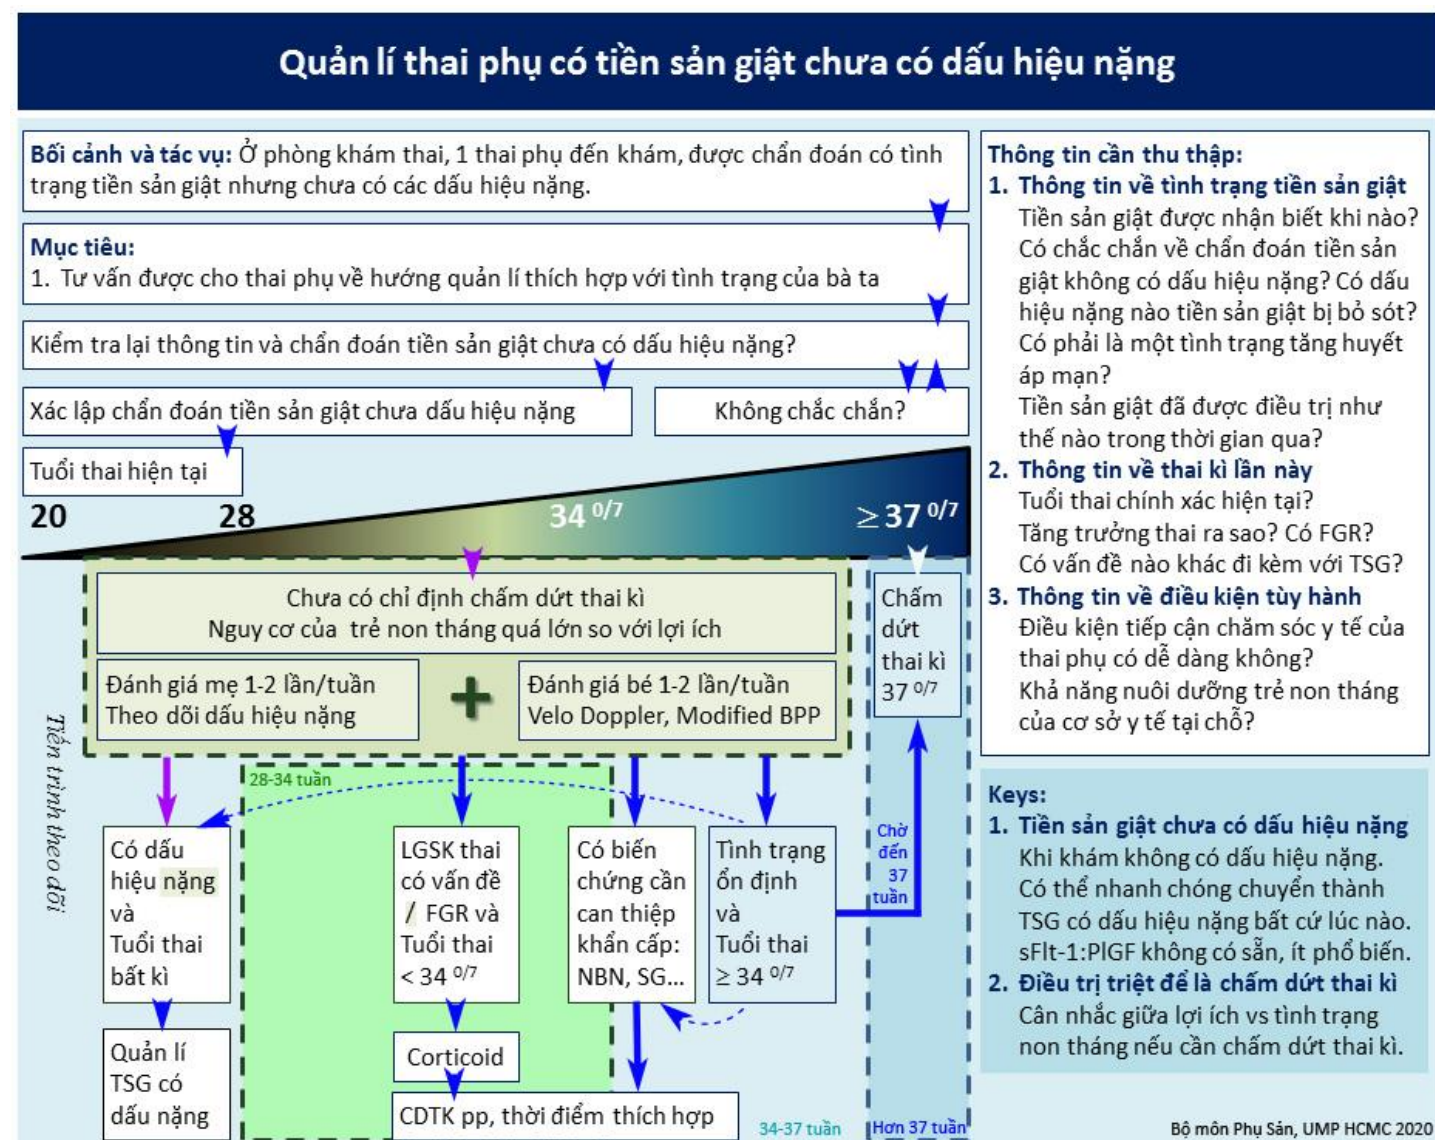 Quản lí thai phụ có tiền sản giật chưa có dấu hiệu nặng
Bối cảnh và tác vụ: Ở phòng khám thai, 1 thai phụ đến khám, được chẩn đoán có tình
trạng tiền sản giật nhưng chưa có các dấu hiệu nặng.
Mục tiêu:
1. Tư vấn được cho thai phụ về hướng quản lí thích hợp với tình trạng của bà ta
Kiểm tra lại thông tin và chẩn đoán tiền sản giật chưa có dấu hiệu nặng?
Xác lập chẩn đoán tiền sản giật chưa dấu hiệu nặng
Không chắc chắn?
Tuổi thai hiện tại
20
28
34 0/7
≥ 37 0/7
Chưa có chỉ định chấm dứt thai kì
Nguy cơ của trẻ non tháng quá lớn so với lợi ích
Đánh giá mẹ 1-2 lần/tuần
Theo dõi dấu hiệu nặng
+
Đánh giá bé 1-2 lần/tuần
Velo Doppler, Modified BPP
Chấm
dứt
thai kì
37 0/7
Tiến trình theo dõi
28-34 tuần
Có dấu
hiệu nặng
và
Tuổi thai
bất kì
LGSK thai
có vấn đề
/ FGR và
Tuổi thai
< 34 0/7
Có biến
chứng cần
can thiệp
khẩn cấp:
NBN, SG...
Tình trạng
ổn định
và
Tuổi thai
≥ 34 0/7
Chờ
đến
37
tuần
Quản lí
TSG có
dấu nặng
Corticoid
CDTK pp, thời điểm thích hợp
34-37 tuần
Hơn 37 tuần
Thông tin cần thu thập:
1. Thông tin về tình trạng tiền sản giật
Tiền sản giật được nhận biết khi nào?
Có chắc chắn về chẩn đoán tiền sản
giật không có dấu hiệu nặng? Có dấu
hiệu nặng nào tiền sản giật bị bỏ sót?
Có phải là một tình trạng tăng huyết
áp mạn?
Tiền sản giật đã được điều trị như
thế nào trong thời gian qua?
2. Thông tin về thai kì lần này
Tuổi thai chính xác hiện tại?
Tăng trưởng thai ra sao? Có FGR?
Có vấn đề nào khác đi kèm với TSG?
3. Thông tin về điều kiện tùy hành
Điều kiện tiếp cận chăm sóc y tế của
thai phụ có dễ dàng không?
Khả năng nuôi dưỡng trẻ non tháng
của cơ sở y tế tại chỗ?
Keys:
1. Tiền sản giật chưa có dấu hiệu nặng
Khi khám không có dấu hiệu nặng.
Có thể nhanh chóng chuyển thành
TSG có dấu hiệu nặng bất cứ lúc nào.
sFlt-1:PlGF không có sẵn, ít phổ biến.
2. Điều trị triệt để là chấm dứt thai kì
Cân nhắc giữa lợi ích vs tình trạng
non tháng nếu cần chấm dứt thai kì.
Bộ môn Phụ Sản, UMP HCMC 2020